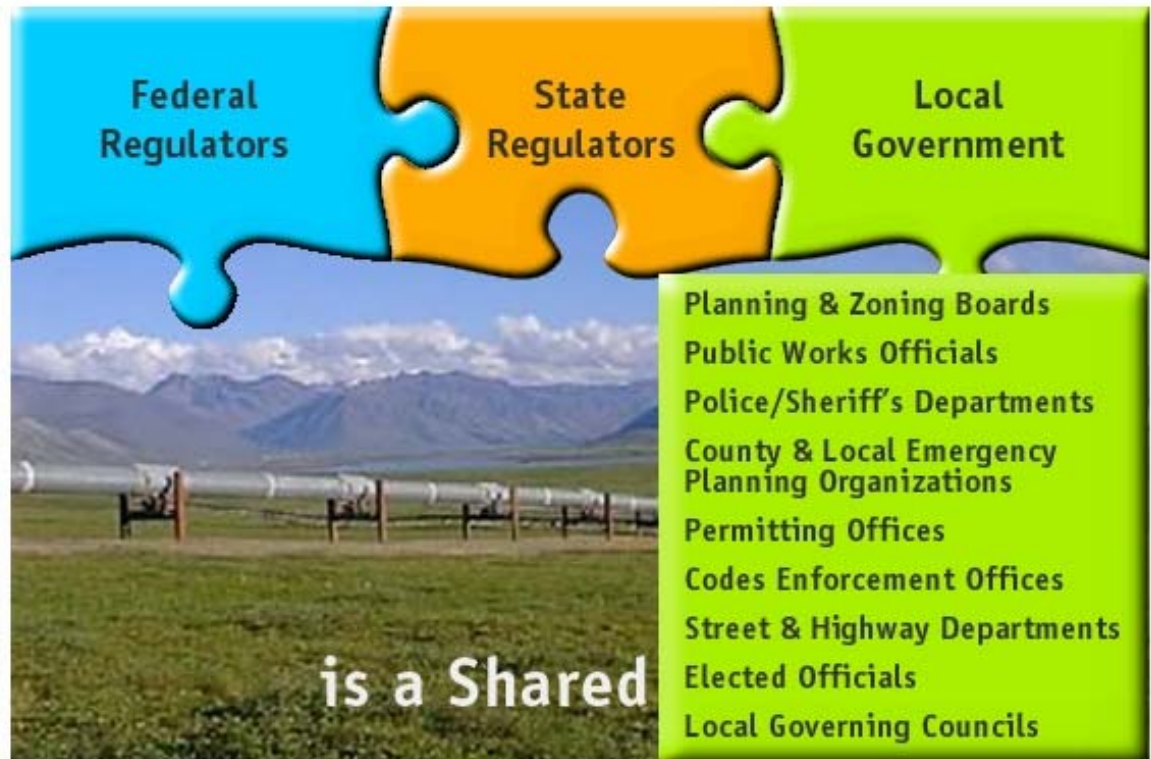 Federal
Regulators
State
Regulators
Local
Government
Planning & Zoning Boards
Public Works Officials
Police/Sheriff's Departments
County & Local Emergency
Planning Organizations
Permitting Offices
Codes Enforcement Offices
Street & Highway Departments
Elected Officials
Local Governing Councils
is a Shared